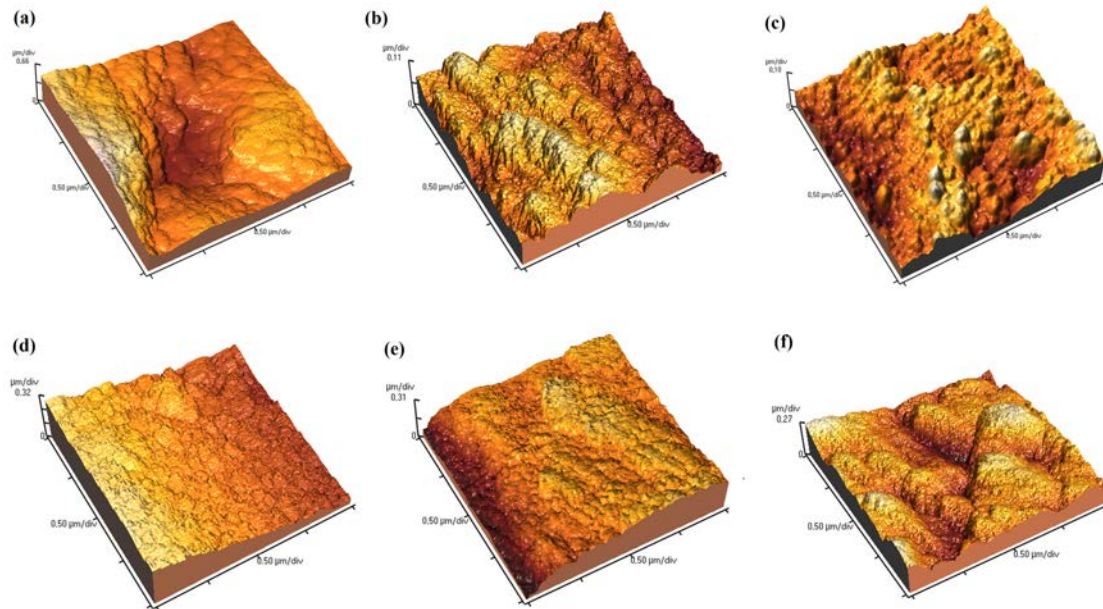 (a)
µm/div
0.66
0
0.50 µm/div
0.50 µm/div
(b)
µm/div
0.11
0
0.50 µm/div
0.50 µm/div
(c)
µm/div
0.10
0
0.50 µm/div
0.50 µm/div
(d)
µm/div
0.32
0
0.50 µm/div
0.50 µm/div
(e)
µm/div
0.31
0
0.50 µm/div
0.50 µm/div
(f)
µm/div
0.27
0
0.50 µm/div
0.50 µm/div